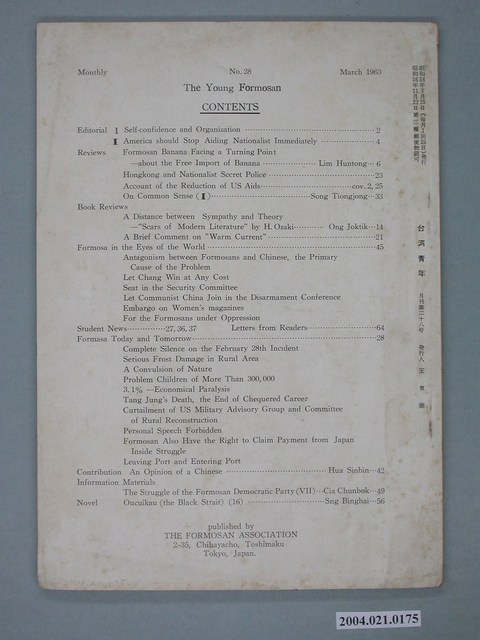 Monthly No. 28 March 1963
The Young Formosan
CONTENTS
Editorial I Self-confidence and Organization 2
II America should Stop Aiding Nationalist Immediately 4
Reviews Formosan Banana Facing a Turning Point
—about the Free Import of Banana Lim Huntong…6
Hongkong and Nationalist Secret Police 23
Account of the Reduction of US Aids cov. 2, 25
On Common Sense (II) Song Tiongjong…33
Book Reviews
A Distance between Sympathy and Theory
—"Scars of Modern Literature" by H. Ozaki Ong Joktik…14
A Brief Comment on "Warm Current" 21
Formosa in the Eyes of the World 45
Antagonism between Formosans and Chinese, the Primary
Cause of the Problem
Let Chang Win at Any Cost
Seat in the Security Committee
Let Communist China Join in the Disarmament Conference
Embargo on Women's magazines
For the Formosans under Oppression
Student News 27, 36, 37 Letters from Readers 64
Formosa Today and Tomorrow 28
Complete Silence on the February 28th Incident
Serious Frost Damage in Rural Area
A Convulsion of Nature
Problem Children of More Than 300,000
3.1% —Economical Paralysis
Tang Jung's Death, the End of Chequered Career
Curtailment of US Military Advisory Group and Committee
of Rural Reconstruction
Personal Speech Forbidden
Formosan Also Have the Right to Claim Payment from Japan
Inside Struggle
Leaving Port and Entering Port
Contribution An Opinion of a Chinese Hua Sinbin…42
Information Materials
The Struggle of the Formosan Democratic Party (VII)…Cia Chunbok…49
Novel Oucuikau (the Black Strait) (16) Sng Binghai…56
published by
THE FORMOSAN ASSOCIATION
2-35, Chihayacho, Toshimaku
Tokyo, Japan.
台湾青年 月刊第二十八号 発行人 王
2004.021.0175